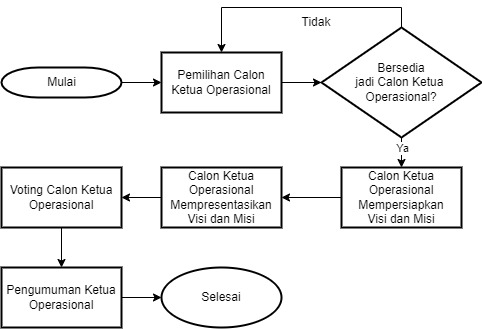 Tidak
Mulai
Pemilihan Calon
Ketua Operasional
Bersedia
jadi Calon Ketua
Operasional?
Ya
Calon Ketua
Operasional
Mempersiapkan
Visi dan Misi
Calon Ketua
Operasional
Mempresentasikan
Visi dan Misi
Voting Calon Ketua
Operasional
Pengumuman Ketua
Operasional
Selesai